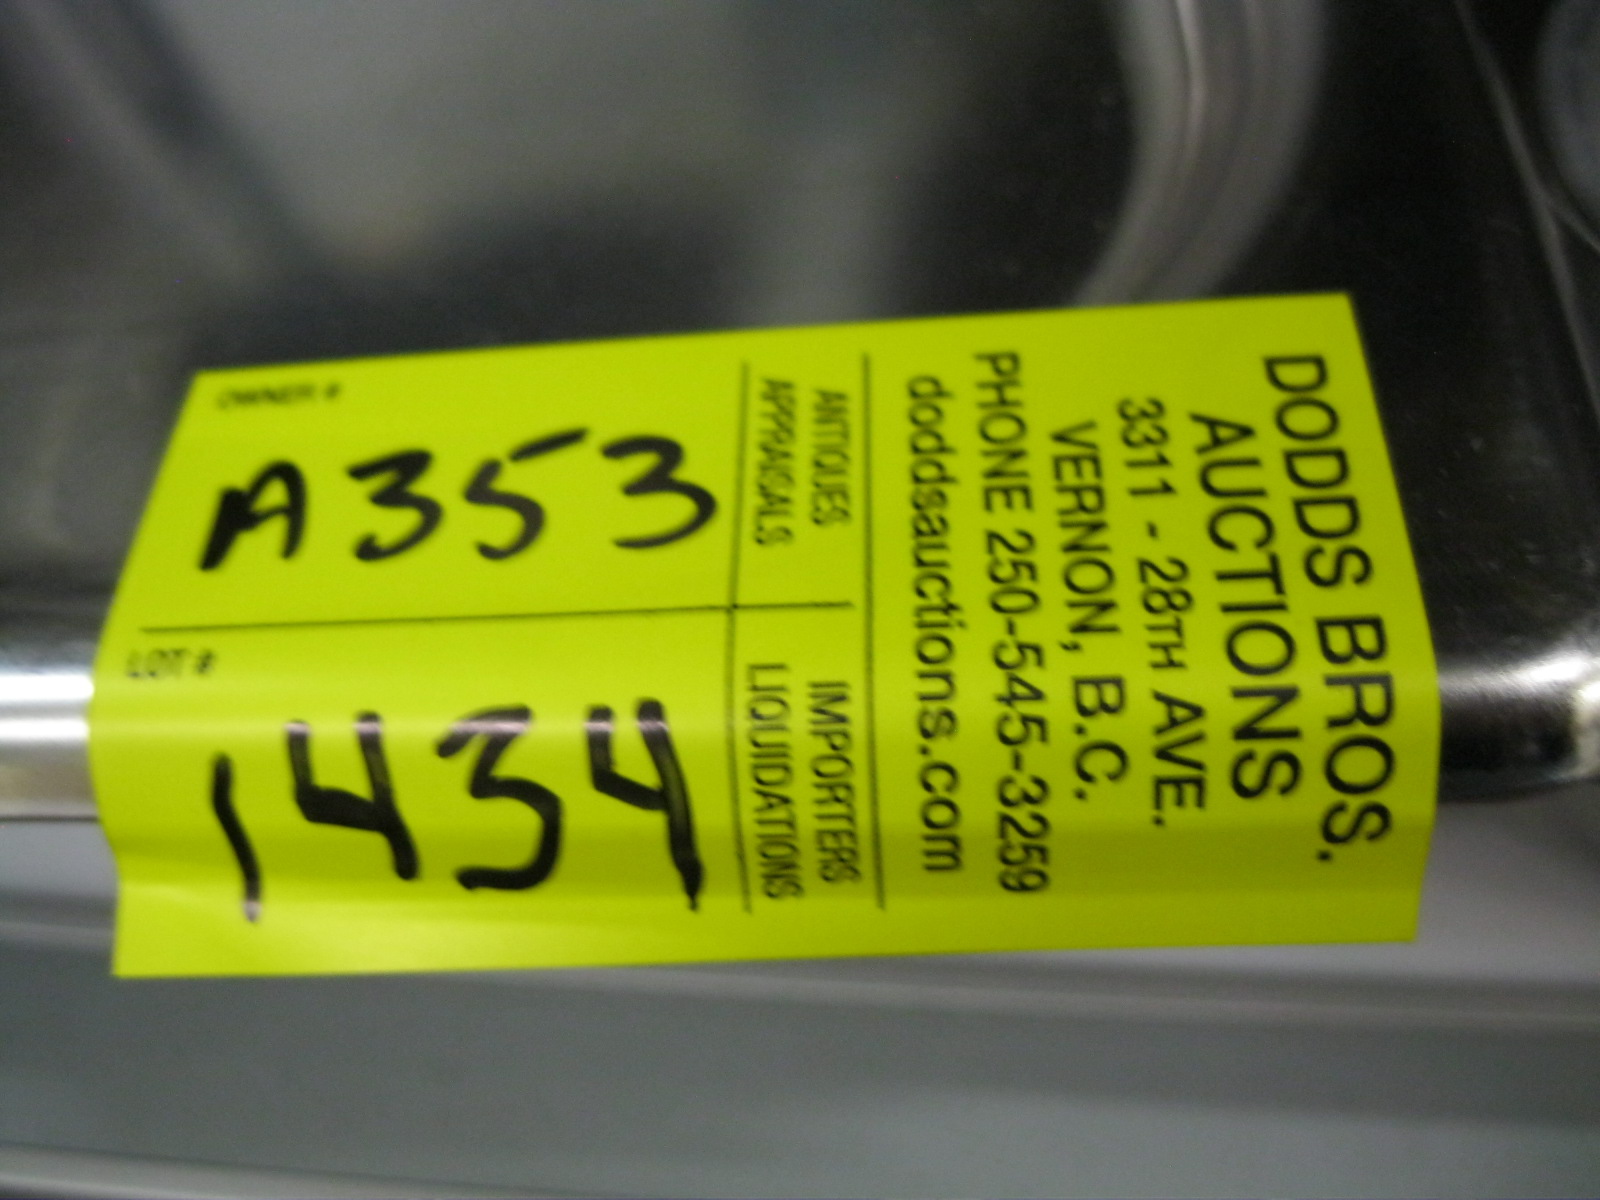 DODDS BROS.
AUCTIONS
3311 - 28TH AVE.
VERNON, B.C.
PHONE 250-545-3259
doddsauctions.com
ANTIQUES
APPRAISALS
IMPORTERS
LIQUIDATIONS
OWNER #
A353
LOT #
1434